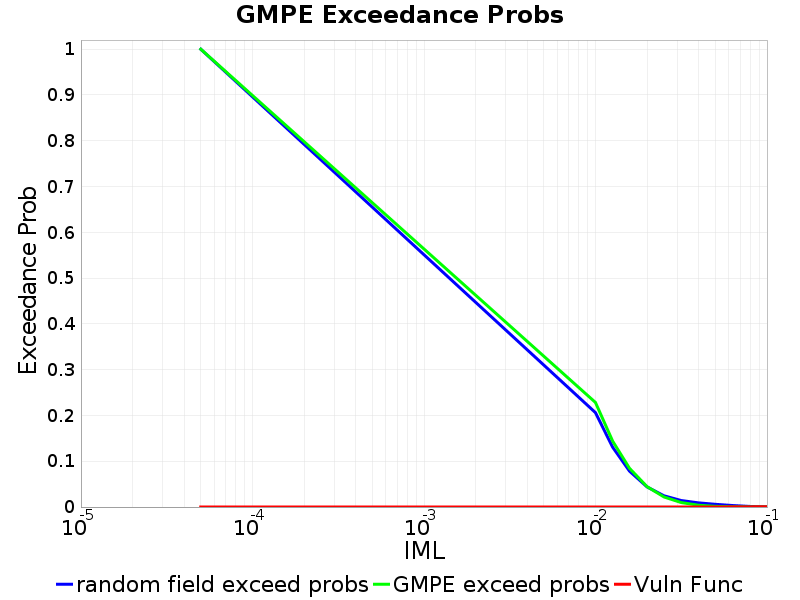 GMPE Exceedance Probs
Exceedance Prob
1
0.9
0.8
0.7
0.6
0.5
0.4
0.3
0.2
0.1
0
10-5 10-4 10-3 10-2 10-1
IML
random field exceed probs GMPE exceed probs Vuln Func